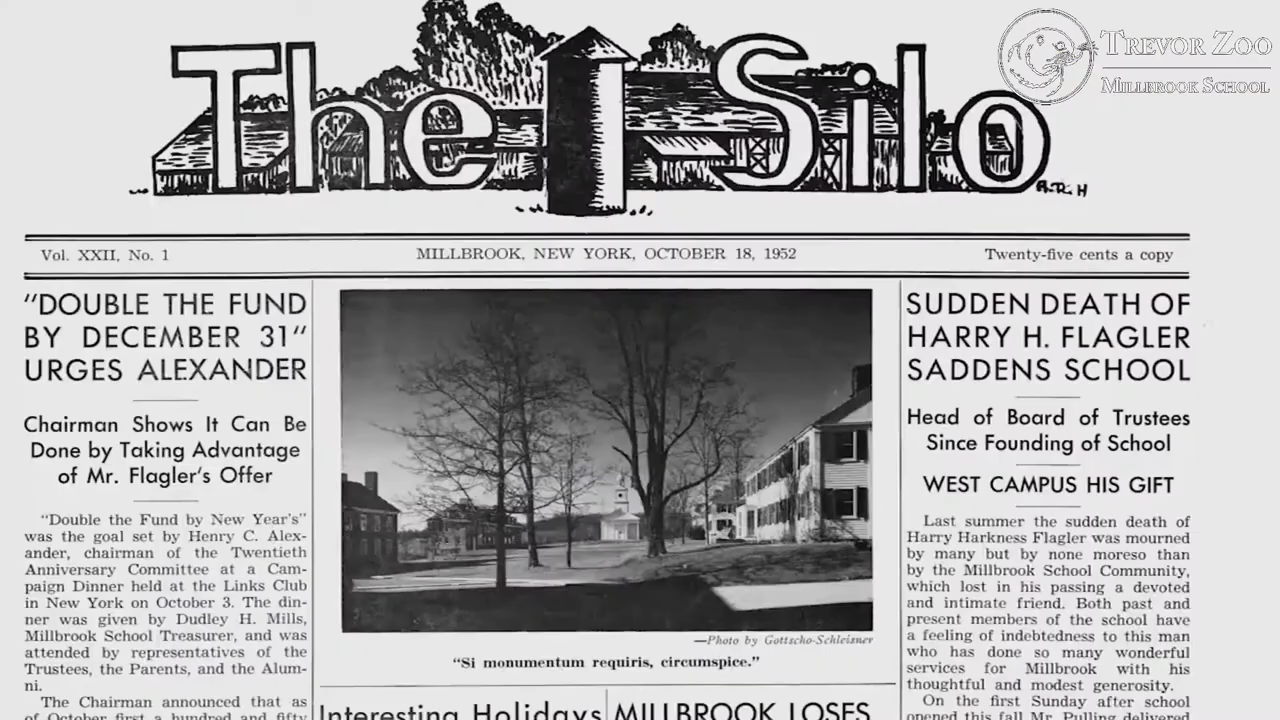 The Silo
A.R.H
TREVOR ZOO
MILLBROOK SCHOOL
Vol. XXII, No. 1
MILLBROOK, NEW YORK, OCTOBER 18, 1952
Twenty-five cents a copy
"DOUBLE THE FUND
BY DECEMBER 31"
URGES ALEXANDER
Chairman Shows It Can Be
Done by Taking Advantage
of Mr. Flagler's Offer
"Double the Fund by New Year's"
was the goal set by Henry C. Alex-
ander, chairman of the Twentieth
Anniversary Committee at a Cam-
paign Dinner held at the Links Club
in New York on October 3. The din-
ner was given by Dudley H. Mills,
Millbrook School Treasurer, and was
attended by representatives of the
Trustees, the Parents, and the Alum-
ni.
The Chairman announced that as
of October first a hundred and fifty
—Photo by Gottscho-Schleisner
"Si monumentum requiris, circumspice."
Interesting Holidays
MILLBROOK LOSES
SUDDEN DEATH OF
HARRY H. FLAGLER
SADDENS SCHOOL
Head of Board of Trustees
Since Founding of School
WEST CAMPUS HIS GIFT
Last summer the sudden death of
Harry Harkness Flagler was mourned
by many but by none moreso than
by the Millbrook School Community,
which lost in his passing a devoted
and intimate friend. Both past and
present members of the school have
a feeling of indebtedness to this man
who has done so many wonderful
services for Millbrook with his
thoughtful and modest generosity.
On the first Sunday after school
opened this fall Mr. Pulling delivered